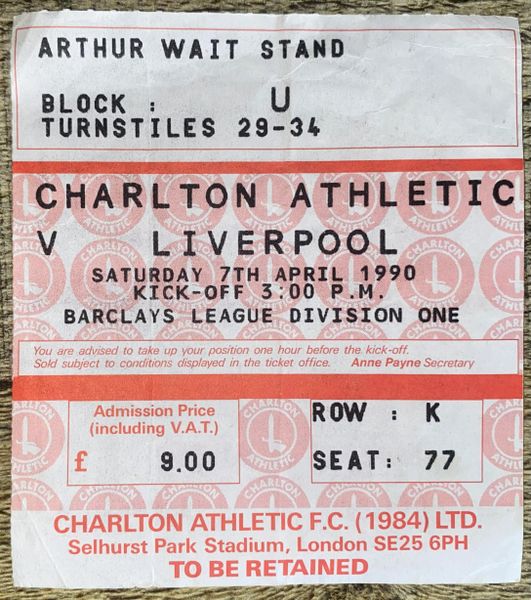 ARTHUR WAIT STAND
BLOCK : U
TURNSTILES 29-34
CHARLTON ATHLETIC
V LIVERPOOL
SATURDAY 7TH APRIL 1990
KICK-OFF 3:00 P.M.
BARCLAYS LEAGUE DIVISION ONE
You are advised to take up your position one hour before the kick-off.
Sold subject to conditions displayed in the ticket office. Anne Payne Secretary
Admission Price
(including V.A.T.)
£ 9.00
CHARLTON ATHLETIC
ROW : K
SEAT: 77
CHARLTON ATHLETIC F.C. (1984) LTD.
Selhurst Park Stadium, London SE25 6PH
TO BE RETAINED